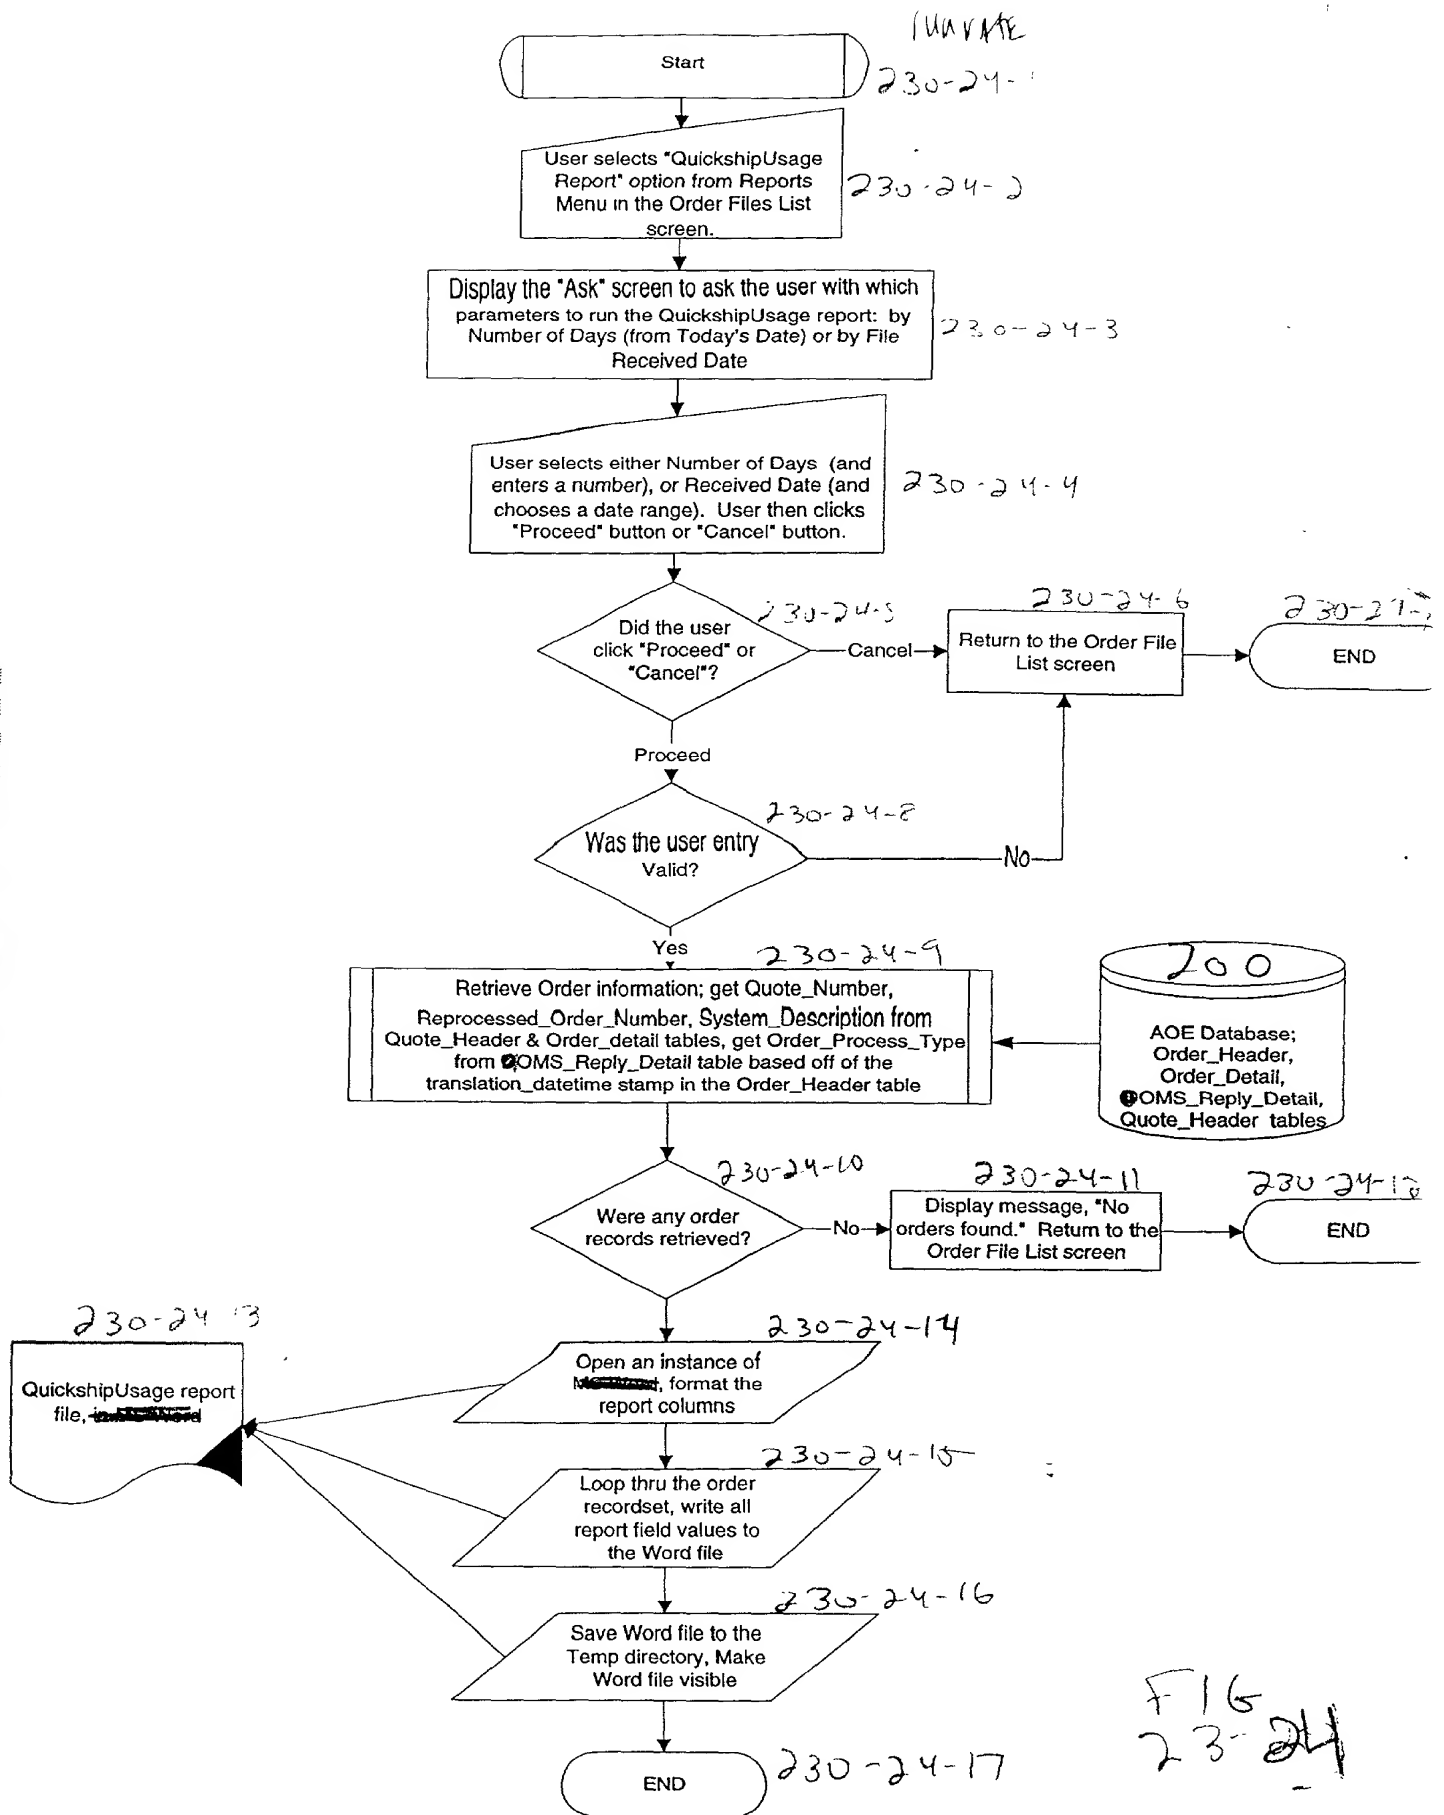 Start
230-24-
User selects "QuickshipUsage
Report" option from Reports
Menu in the Order Files List
screen.
230-24-2
Display the "Ask" screen to ask the user with which
parameters to run the QuickshipUsage report: by
Number of Days (from Today's Date) or by File
Received Date
230-24-3
User selects either Number of Days (and
enters a number), or Received Date (and
chooses a date range). User then clicks
"Proceed" button or "Cancel" button.
230-24-4
Did the user
click "Proceed" or
"Cancel"?
230-24-5
Cancel
230-24-6
Return to the Order File
List screen
END
Proceed
230-24-8
Was the user entry
Valid?
No
Yes
230-24-9
Retrieve Order information; get Quote_Number,
Reprocessed_Order_Number, System_Description from
Quote_Header & Order_detail tables, get Order_Process_Type
from OMS_Reply_Detail table based off of the
translation_datetime stamp in the Order_Header table
200
AOE Database;
Order_Header,
Order_Detail,
OMS_Reply_Detail,
Quote_Header tables
230-24-10
Were any order
records retrieved?
No
230-24-11
Display message, "No
orders found." Return to the
Order File List screen
230-24-12
END
230-24 13
QuickshipUsage report
file,
230-24-14
Open an instance of
, format the
report columns
230-24-15
Loop thru the order
recordset, write all
report field values to
the Word file
230-24-16
Save Word file to the
Temp directory, Make
Word file visible
END
230-24-17
FIG
23-24